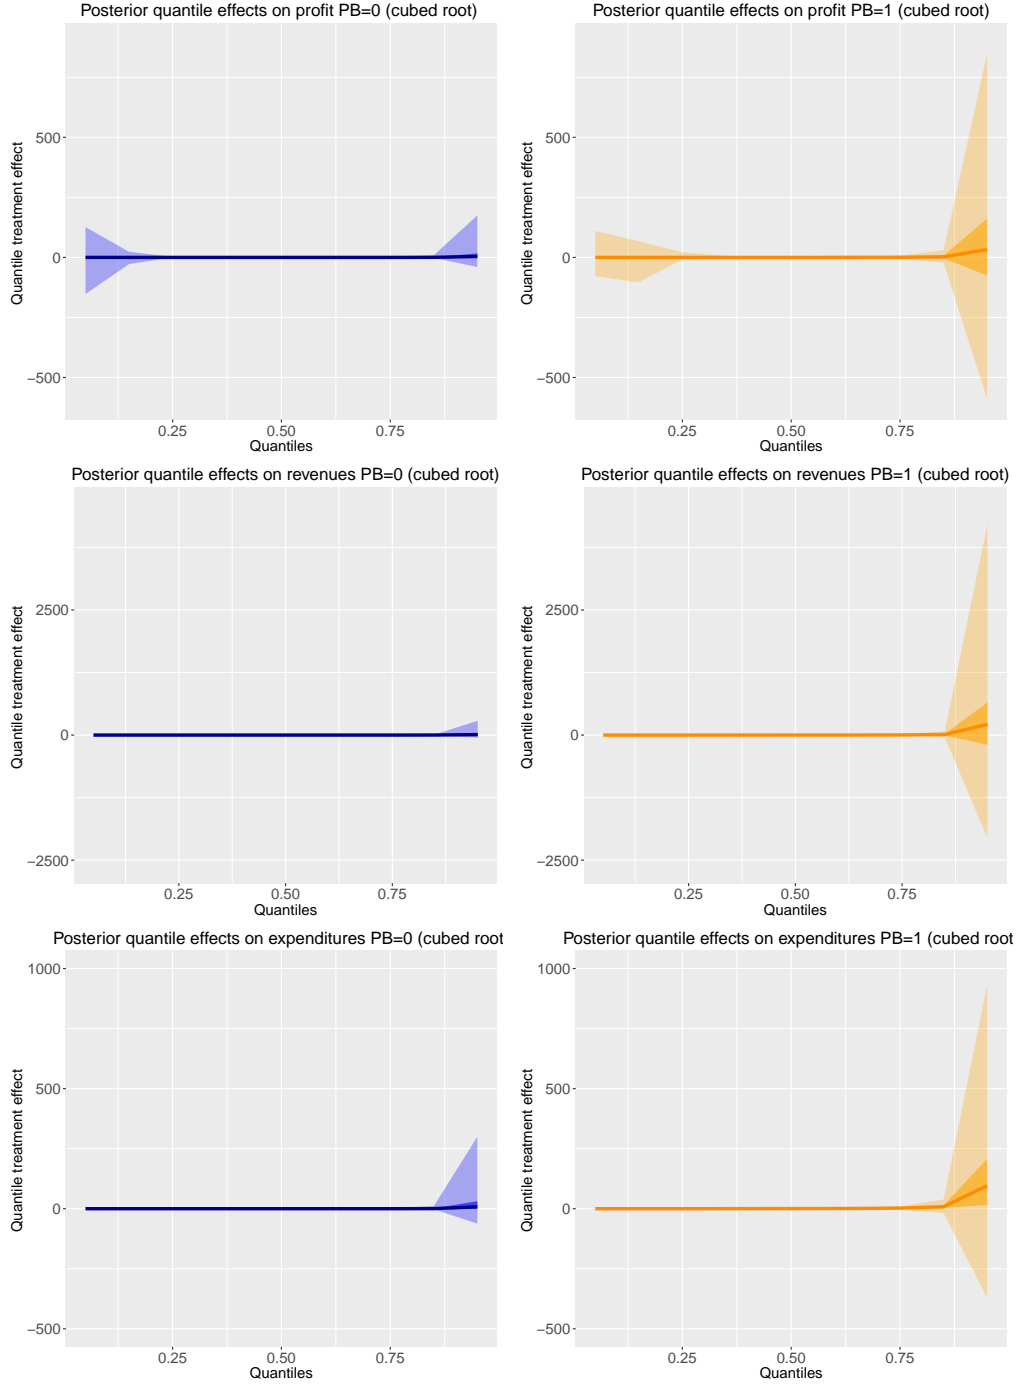 Posterior quantile effects on profit PB=0 (cubed root)
Quantile treatment effect
500
0
−500
0.25 0.50 0.75
Quantiles
Posterior quantile effects on profit PB=1 (cubed root)
Quantile treatment effect
500
0
−500
0.25 0.50 0.75
Quantiles
Posterior quantile effects on revenues PB=0 (cubed root)
Quantile treatment effect
2500
0
−2500
0.25 0.50 0.75
Quantiles
Posterior quantile effects on revenues PB=1 (cubed root)
Quantile treatment effect
2500
0
−2500
0.25 0.50 0.75
Quantiles
Posterior quantile effects on expenditures PB=0 (cubed root
Quantile treatment effect
1000
500
0
−500
0.25 0.50 0.75
Quantiles
Posterior quantile effects on expenditures PB=1 (cubed root
Quantile treatment effect
1000
500
0
−500
0.25 0.50 0.75
Quantiles